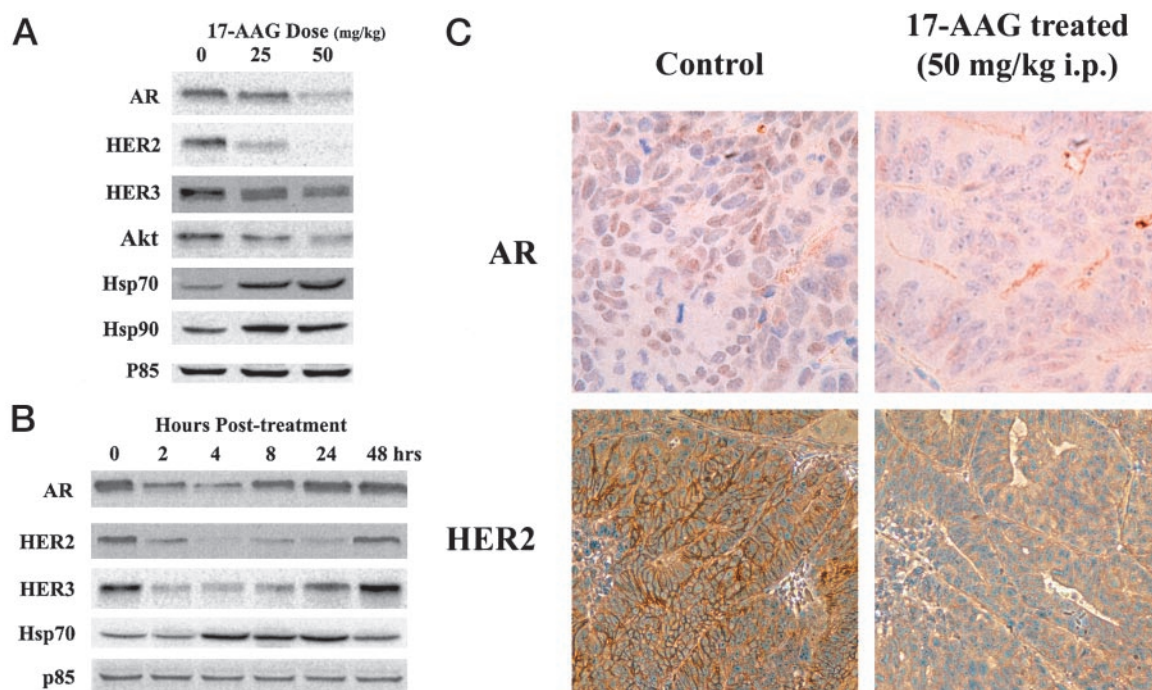 A
17-AAG Dose (mg/kg)
0 25 50
AR
HER2
HER3
Akt
Hsp70
Hsp90
P85
B
Hours Post-treatment
0 2 4 8 24 48 hrs
AR
HER2
HER3
Hsp70
p85
C
Control
17-AAG treated
(50 mg/kg i.p.)
AR
HER2